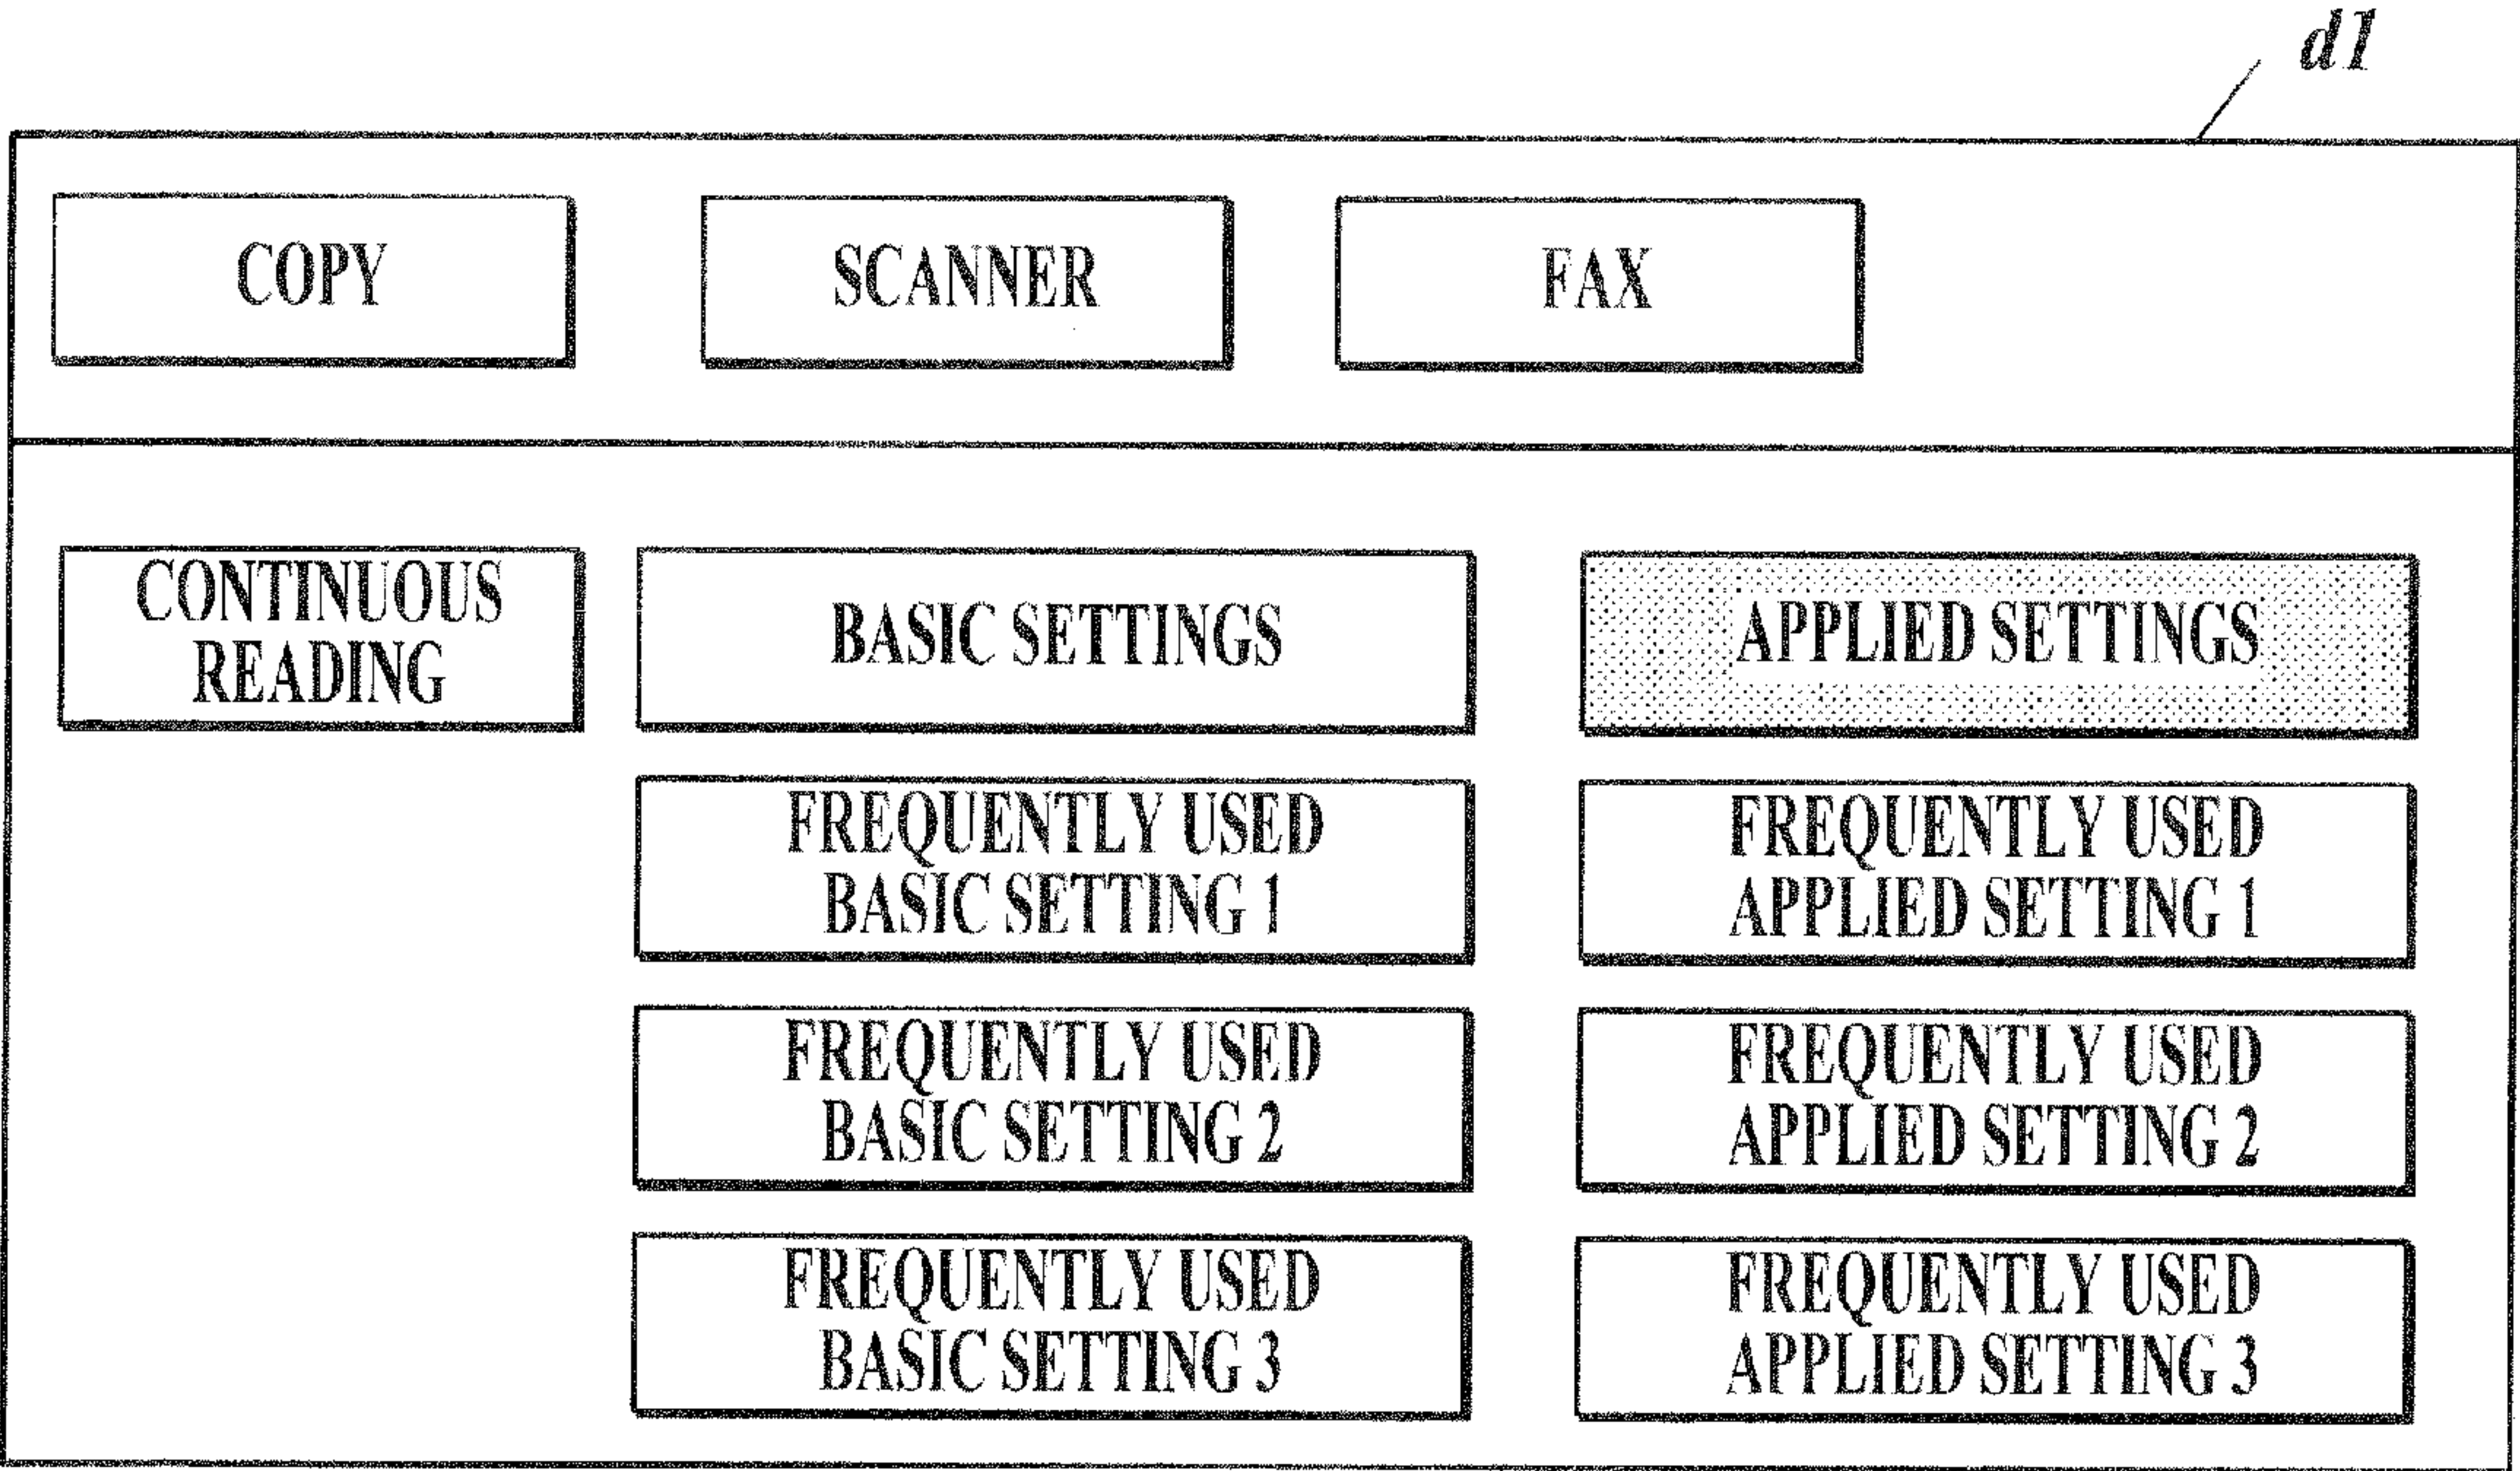 d1
COPY
SCANNER
FAX
CONTINUOUS
READING
BASIC SETTINGS
APPLIED SETTINGS
FREQUENTLY USED
BASIC SETTING 1
FREQUENTLY USED
APPLIED SETTING 1
FREQUENTLY USED
BASIC SETTING 2
FREQUENTLY USED
APPLIED SETTING 2
FREQUENTLY USED
BASIC SETTING 3
FREQUENTLY USED
APPLIED SETTING 3